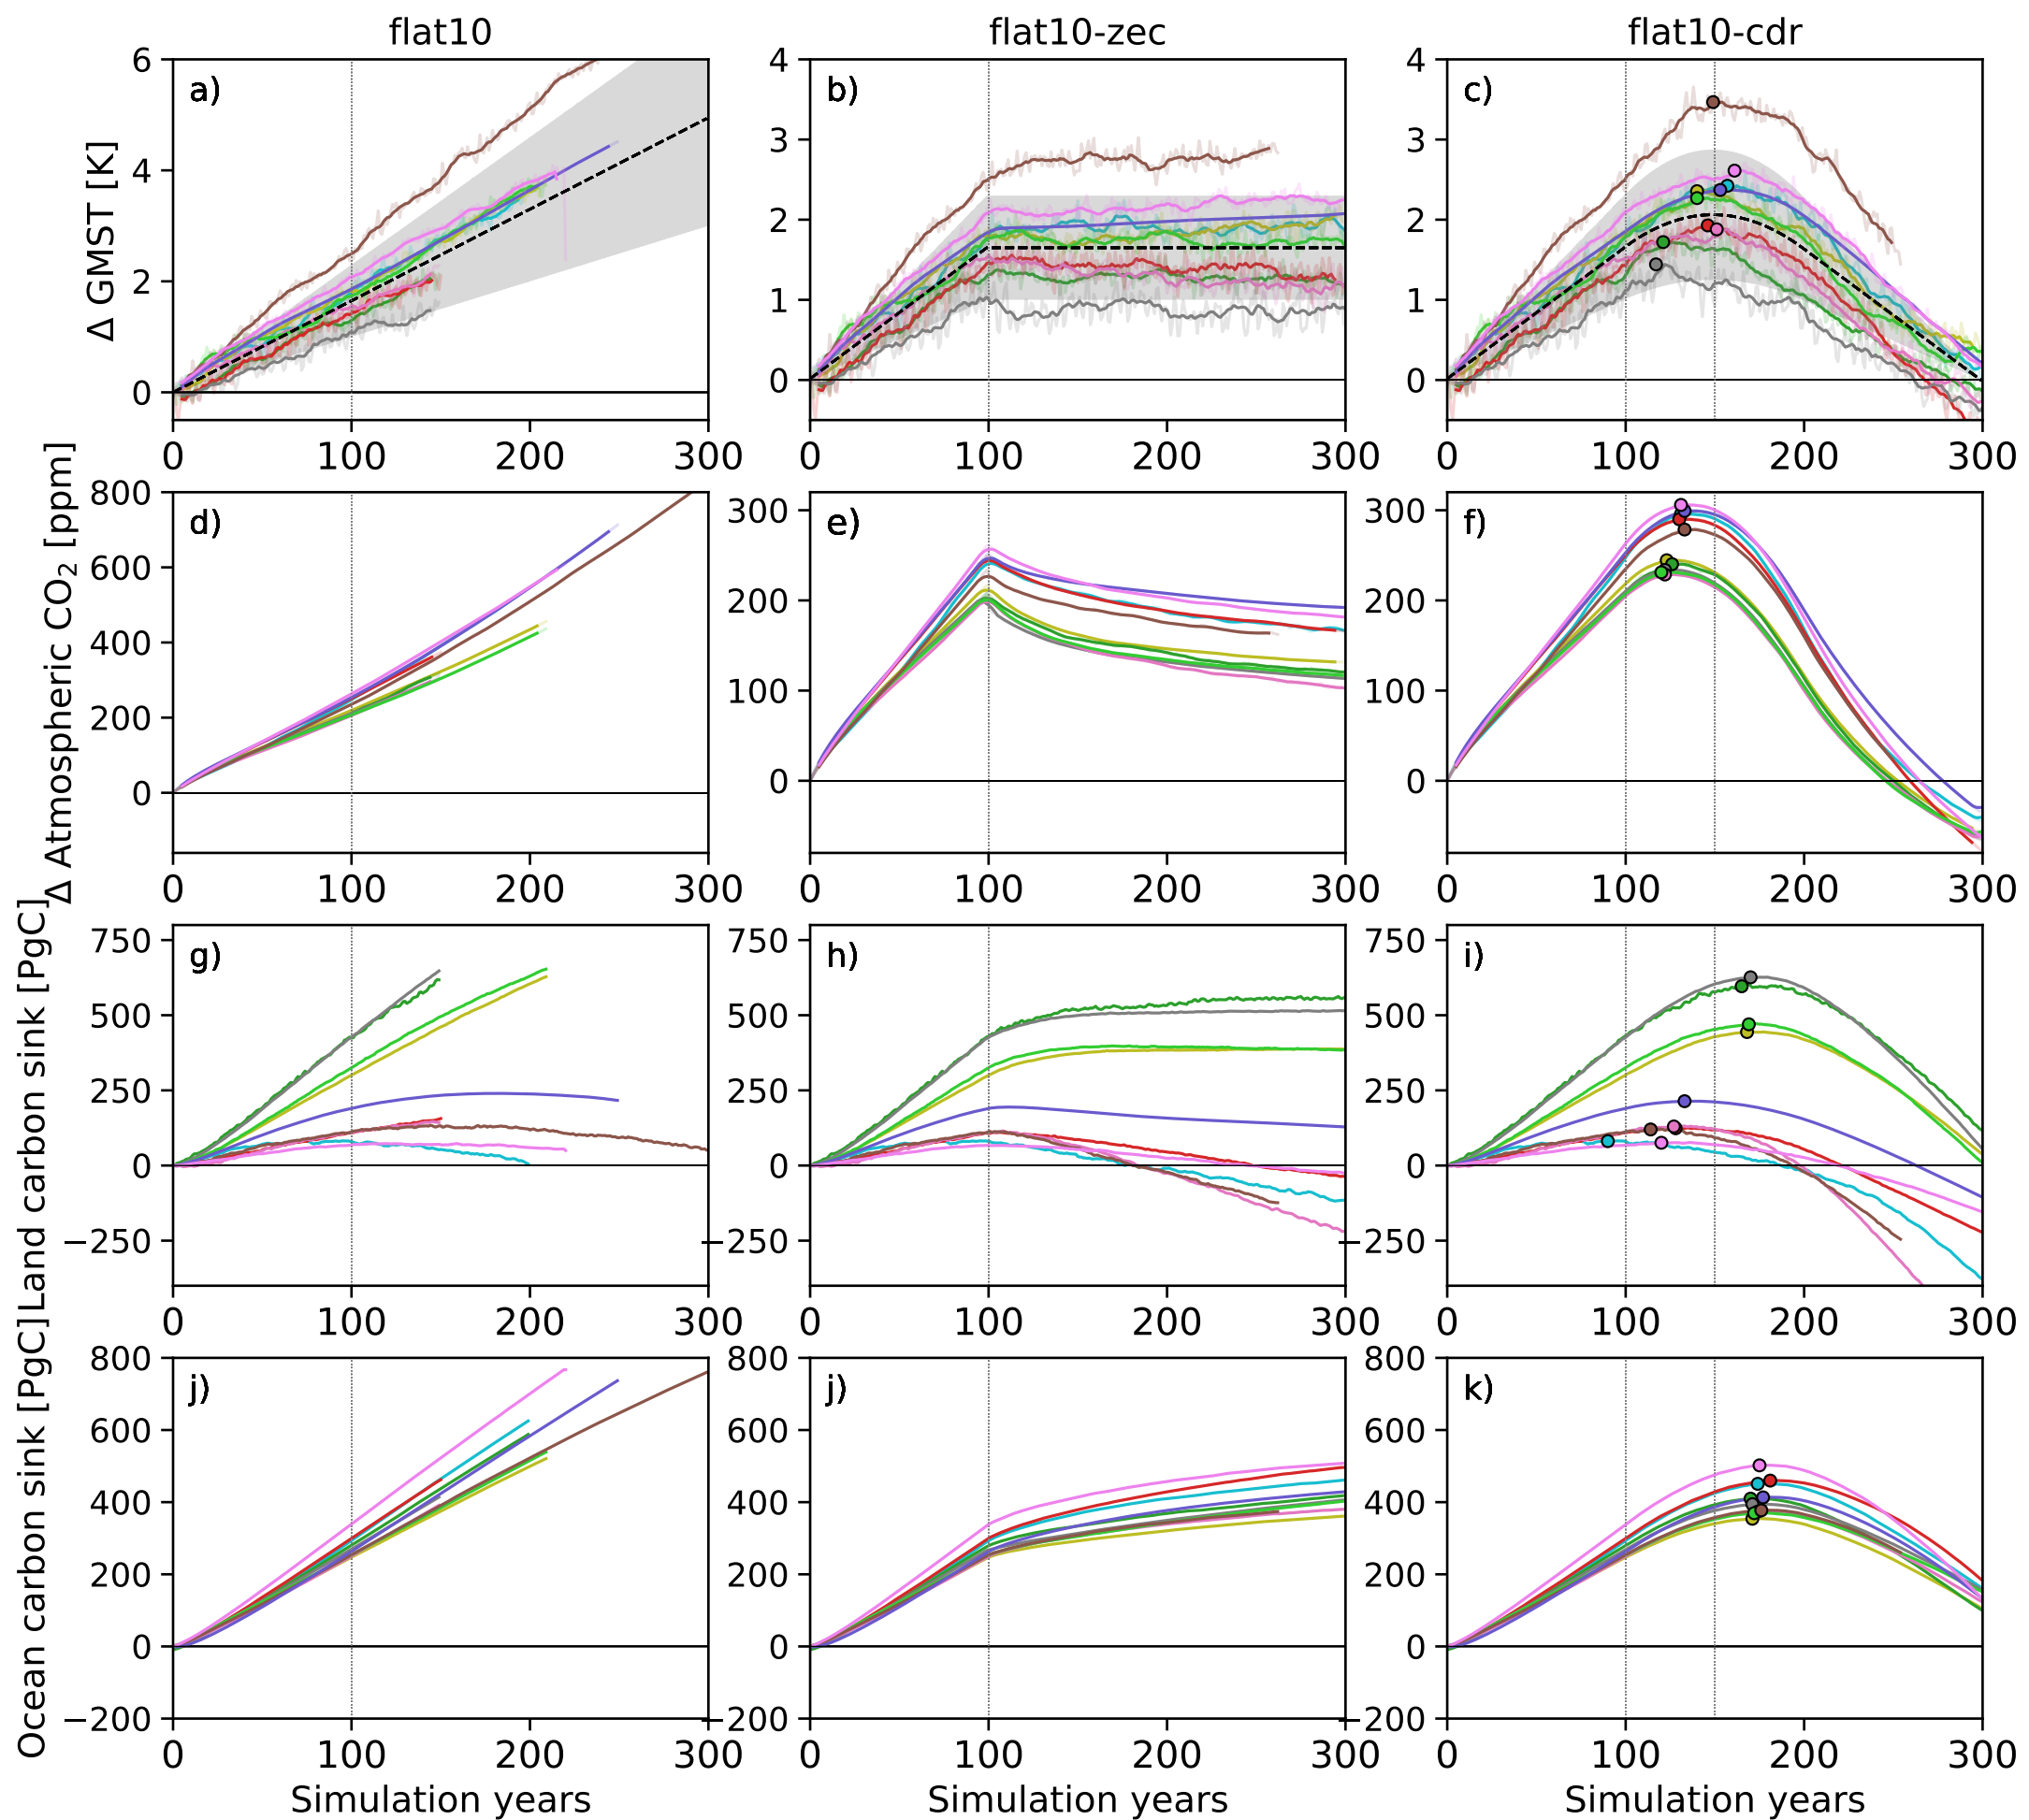 flat10 flat10-zec flat10-cdr
a) b) c)
Δ GMST [K]
6 4 2 0
4 3 2 1 0
4 3 2 1 0
0 100 200 300 0 100 200 300 0 100 200 300
d) e) f)
Δ Atmospheric CO₂ [ppm]
800 600 400 200 0
300 200 100 0
300 200 100 0
0 100 200 300 0 100 200 300 0 100 200 300
g) h) i)
Land carbon sink [PgC]
750 500 250 0 −250
750 500 250 0 −250
750 500 250 0 −250
0 100 200 300 0 100 200 300 0 100 200 300
j) j) k)
Ocean carbon sink [PgC]
800 600 400 200 0 −200
800 600 400 200 0 −200
800 600 400 200 0 −200
0 100 200 300 0 100 200 300 0 100 200 300
Simulation years Simulation years Simulation years